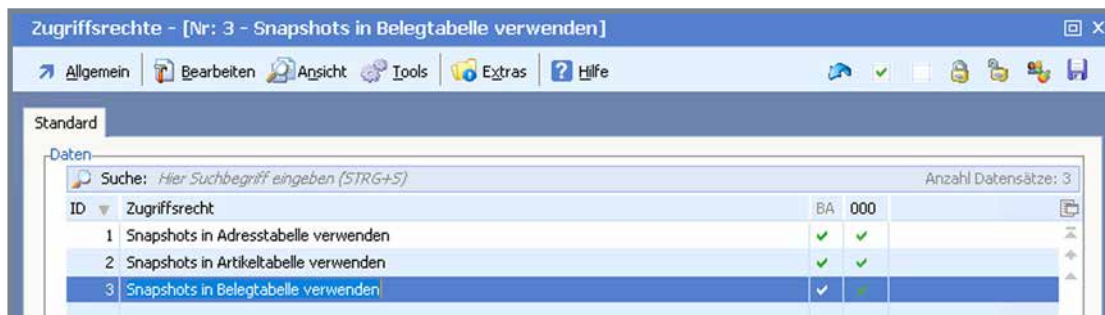 Zugriffsrechte - [Nr: 3 - Snapshots in Belegtabelle verwenden]
Allgemein Bearbeiten Ansicht Tools Extras Hilfe
Standard
Daten
Suche: Hier Suchbegriff eingeben (STRG+S) Anzahl Datensätze: 3
ID Zugriffsrecht BA 000
1 Snapshots in Adresstabelle verwenden
2 Snapshots in Artikeltabelle verwenden
3 Snapshots in Belegtabelle verwenden